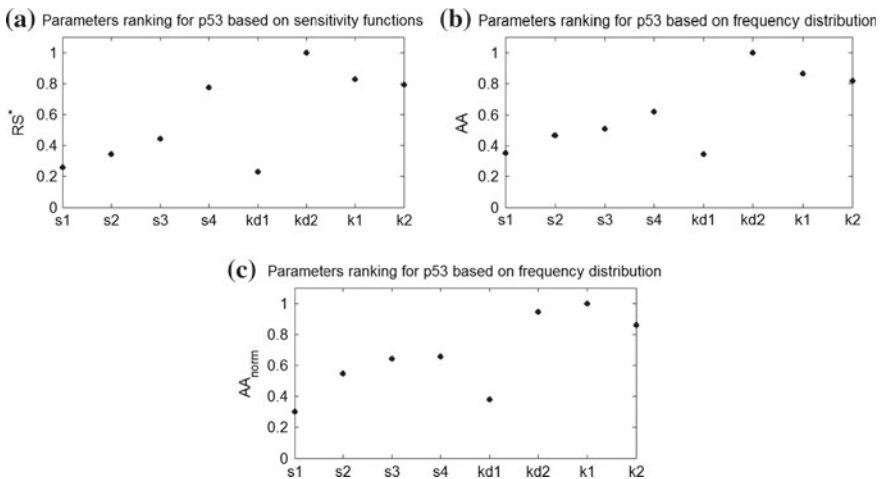 (a) Parameters ranking for p53 based on sensitivity functions
1
0.8
0.6
0.4
0.2
0
RS*
s1 s2 s3 s4 kd1 kd2 k1 k2
(b) Parameters ranking for p53 based on frequency distribution
1
0.8
0.6
0.4
0.2
0
AA
s1 s2 s3 s4 kd1 kd2 k1 k2
(c) Parameters ranking for p53 based on frequency distribution
1
0.8
0.6
0.4
0.2
0
AAnorm
s1 s2 s3 s4 kd1 kd2 k1 k2